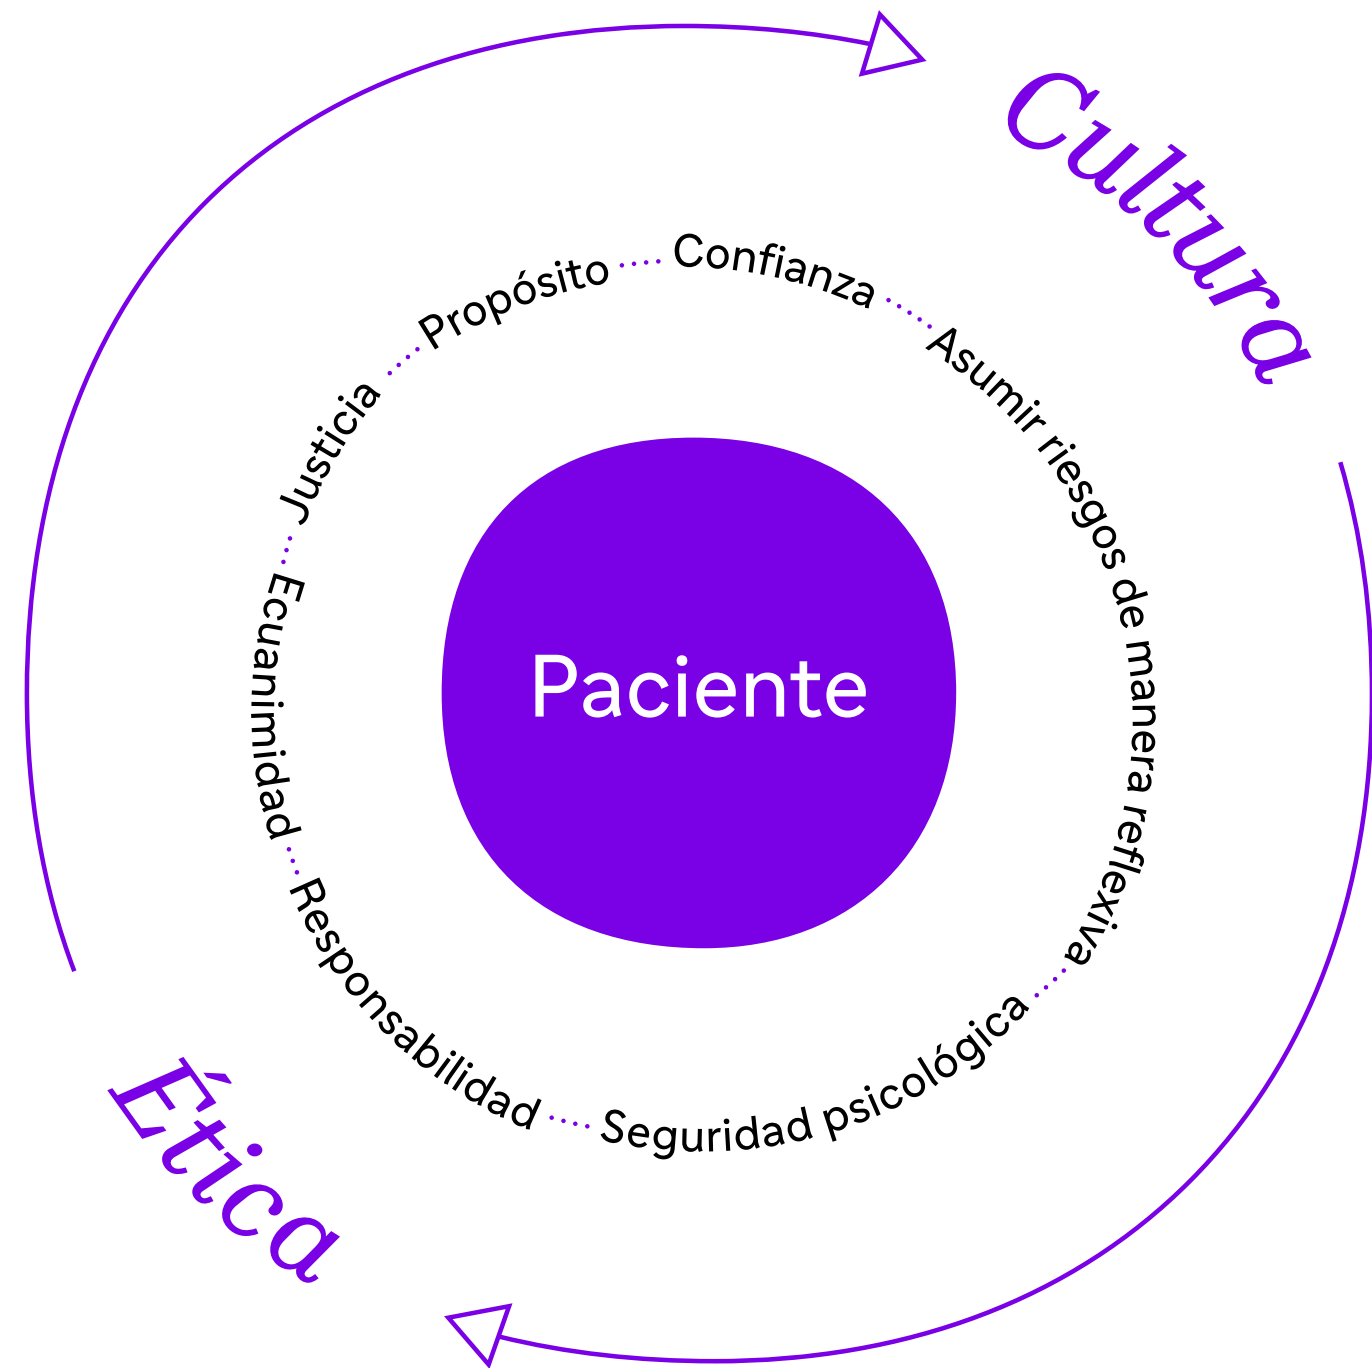 Cultura
Confianza
Asumir riesgos de manera reflexiva
Seguridad psicológica
Responsabilidad
Ecuanimidad
Justicia
Propósito
Paciente
Ética